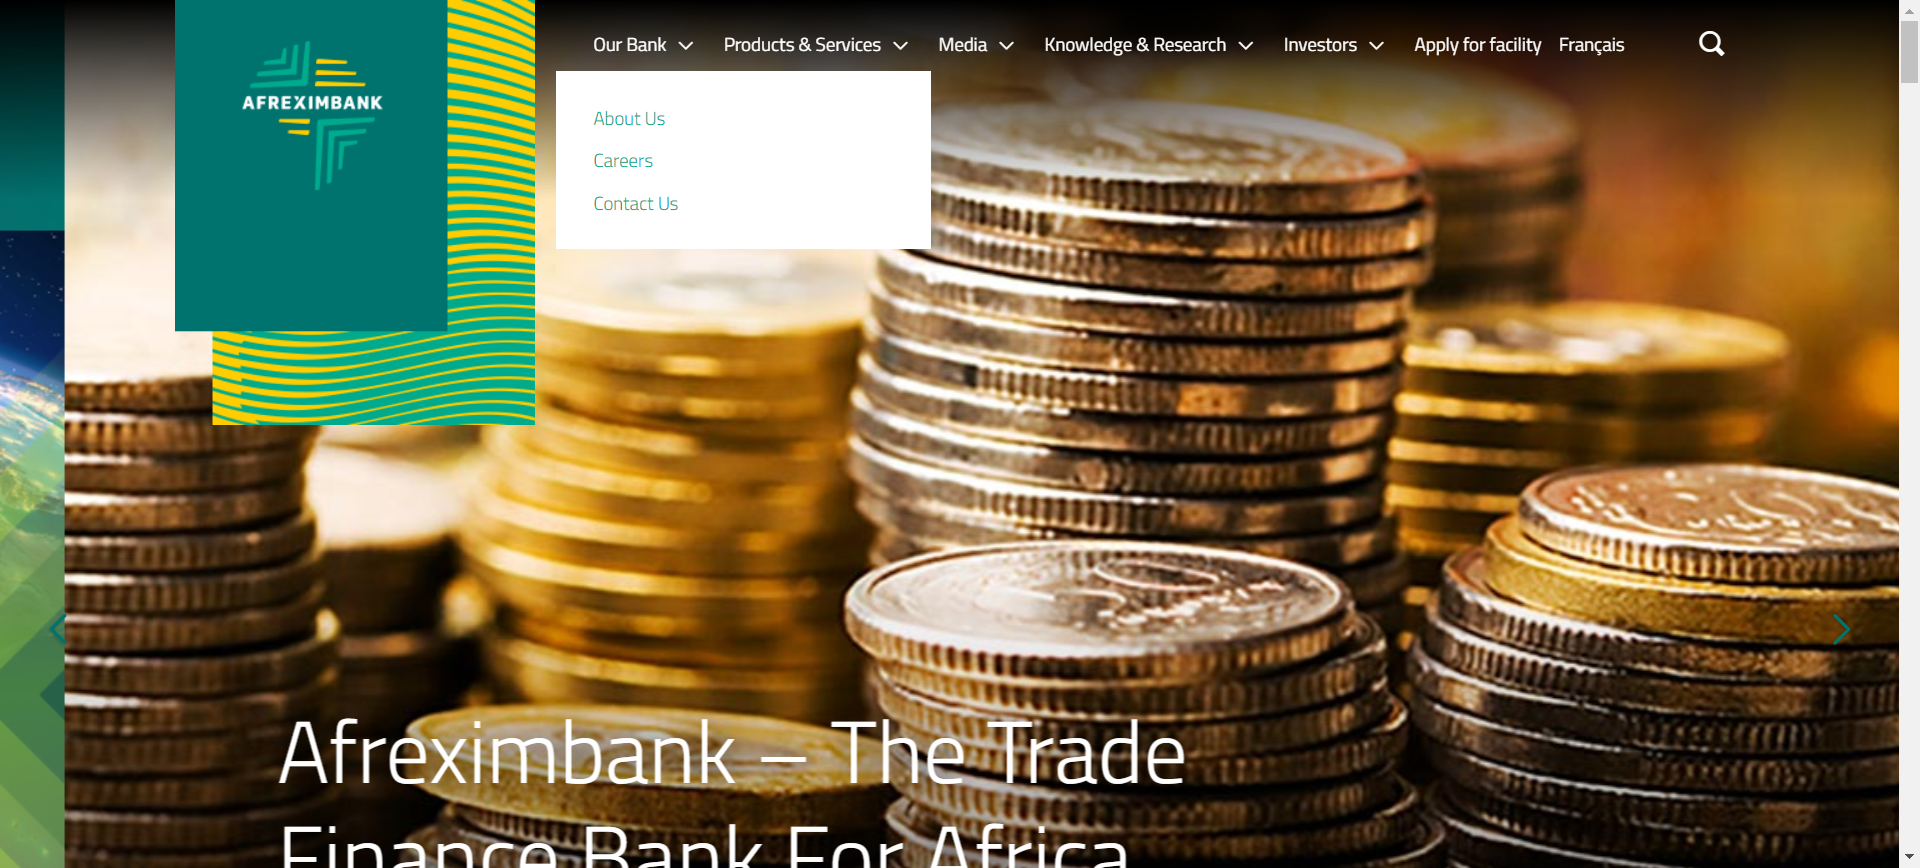 AFREXIMBANK
Our Bank
Products & Services
Media
Knowledge & Research
Investors
Apply for facility
Français
About Us
Careers
Contact Us
Afreximbank – The Trade
Finance Bank For Africa